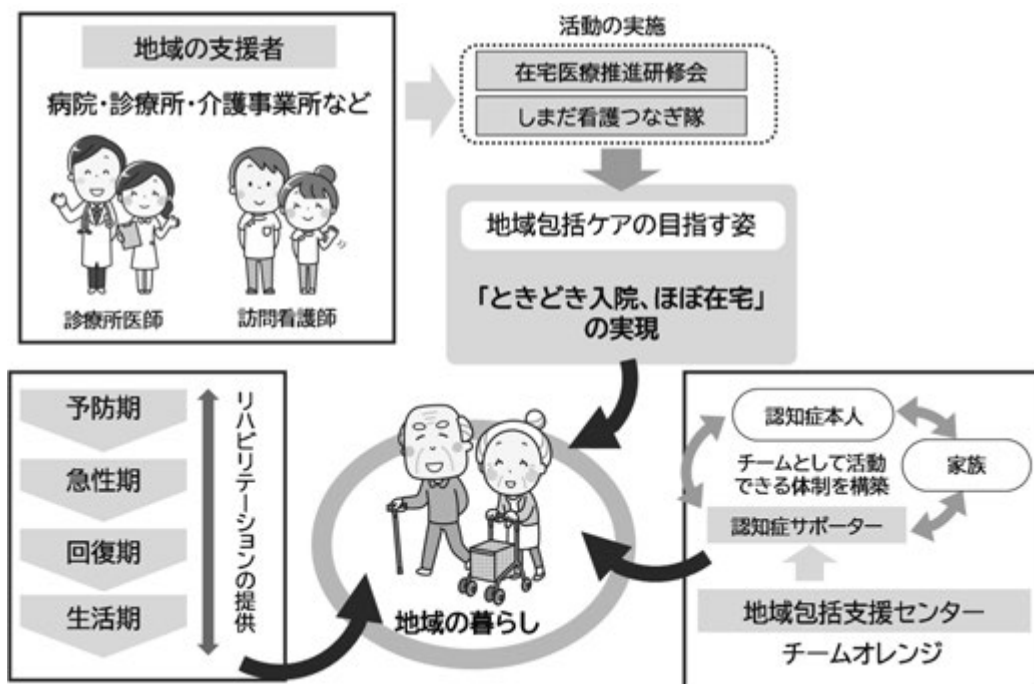 地域の支援者
病院・診療所・介護事業所など
診療所医師
訪問看護師
活動の実施
在宅医療推進研修会
しまだ看護つなぎ隊
地域包括ケアの目指す姿
「ときどき入院、ほぼ在宅」
の実現
予防期
急性期
回復期
生活期
リハビリテーションの提供
地域の暮らし
認知症本人
家族
チームとして活動
できる体制を構築
認知症サポーター
地域包括支援センター
チームオレンジ